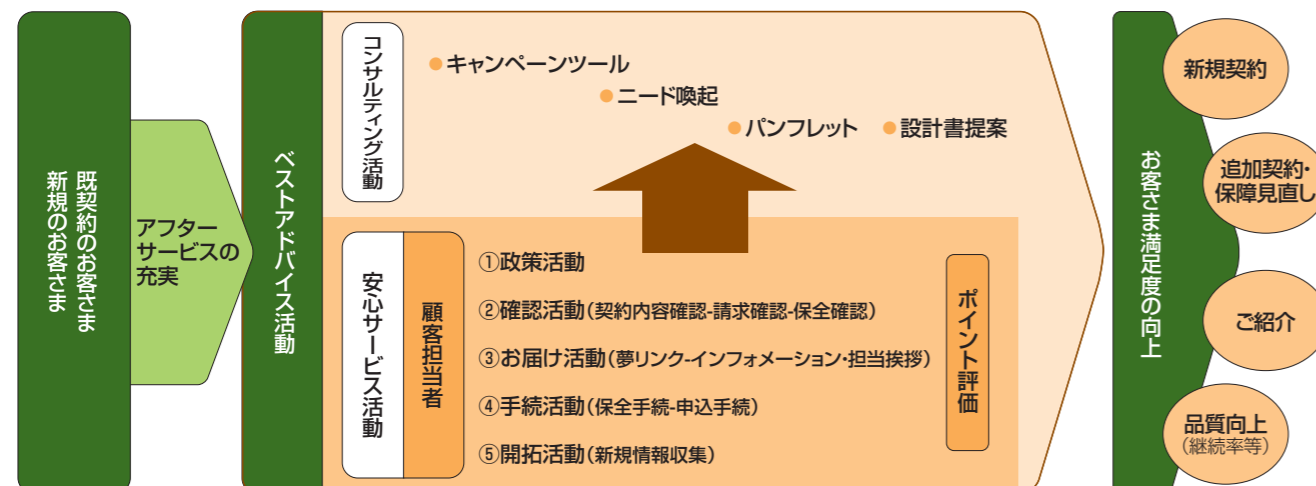 既契約のお客さま
新規のお客さま
アフター
サービスの
充実
ベストアドバイス活動
コンサルティング活動
●キャンペーンツール
●ニード喚起
●パンフレット
●設計書提案
安心サービス活動
顧客担当者
①政策活動
②確認活動(契約内容確認-請求確認-保全確認)
③お届け活動(夢リンク-インフォメーション・担当挨拶)
④手続活動(保全手続-申込手続)
⑤開拓活動(新規情報収集)
ポイント評価
お客さま満足度の向上
新規契約
追加契約・
保障見直し
ご紹介
品質向上
(継続率等)